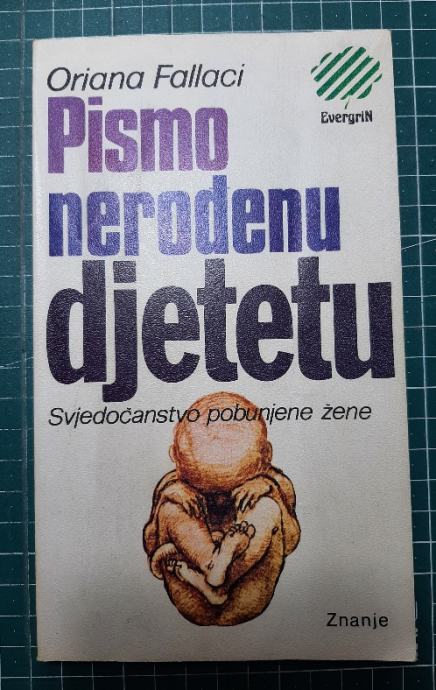 Oriana Fallaci
EvergriN
Pismo
nerođenu
djetetu
Svjedočanstvo pobunjene žene
Znanje